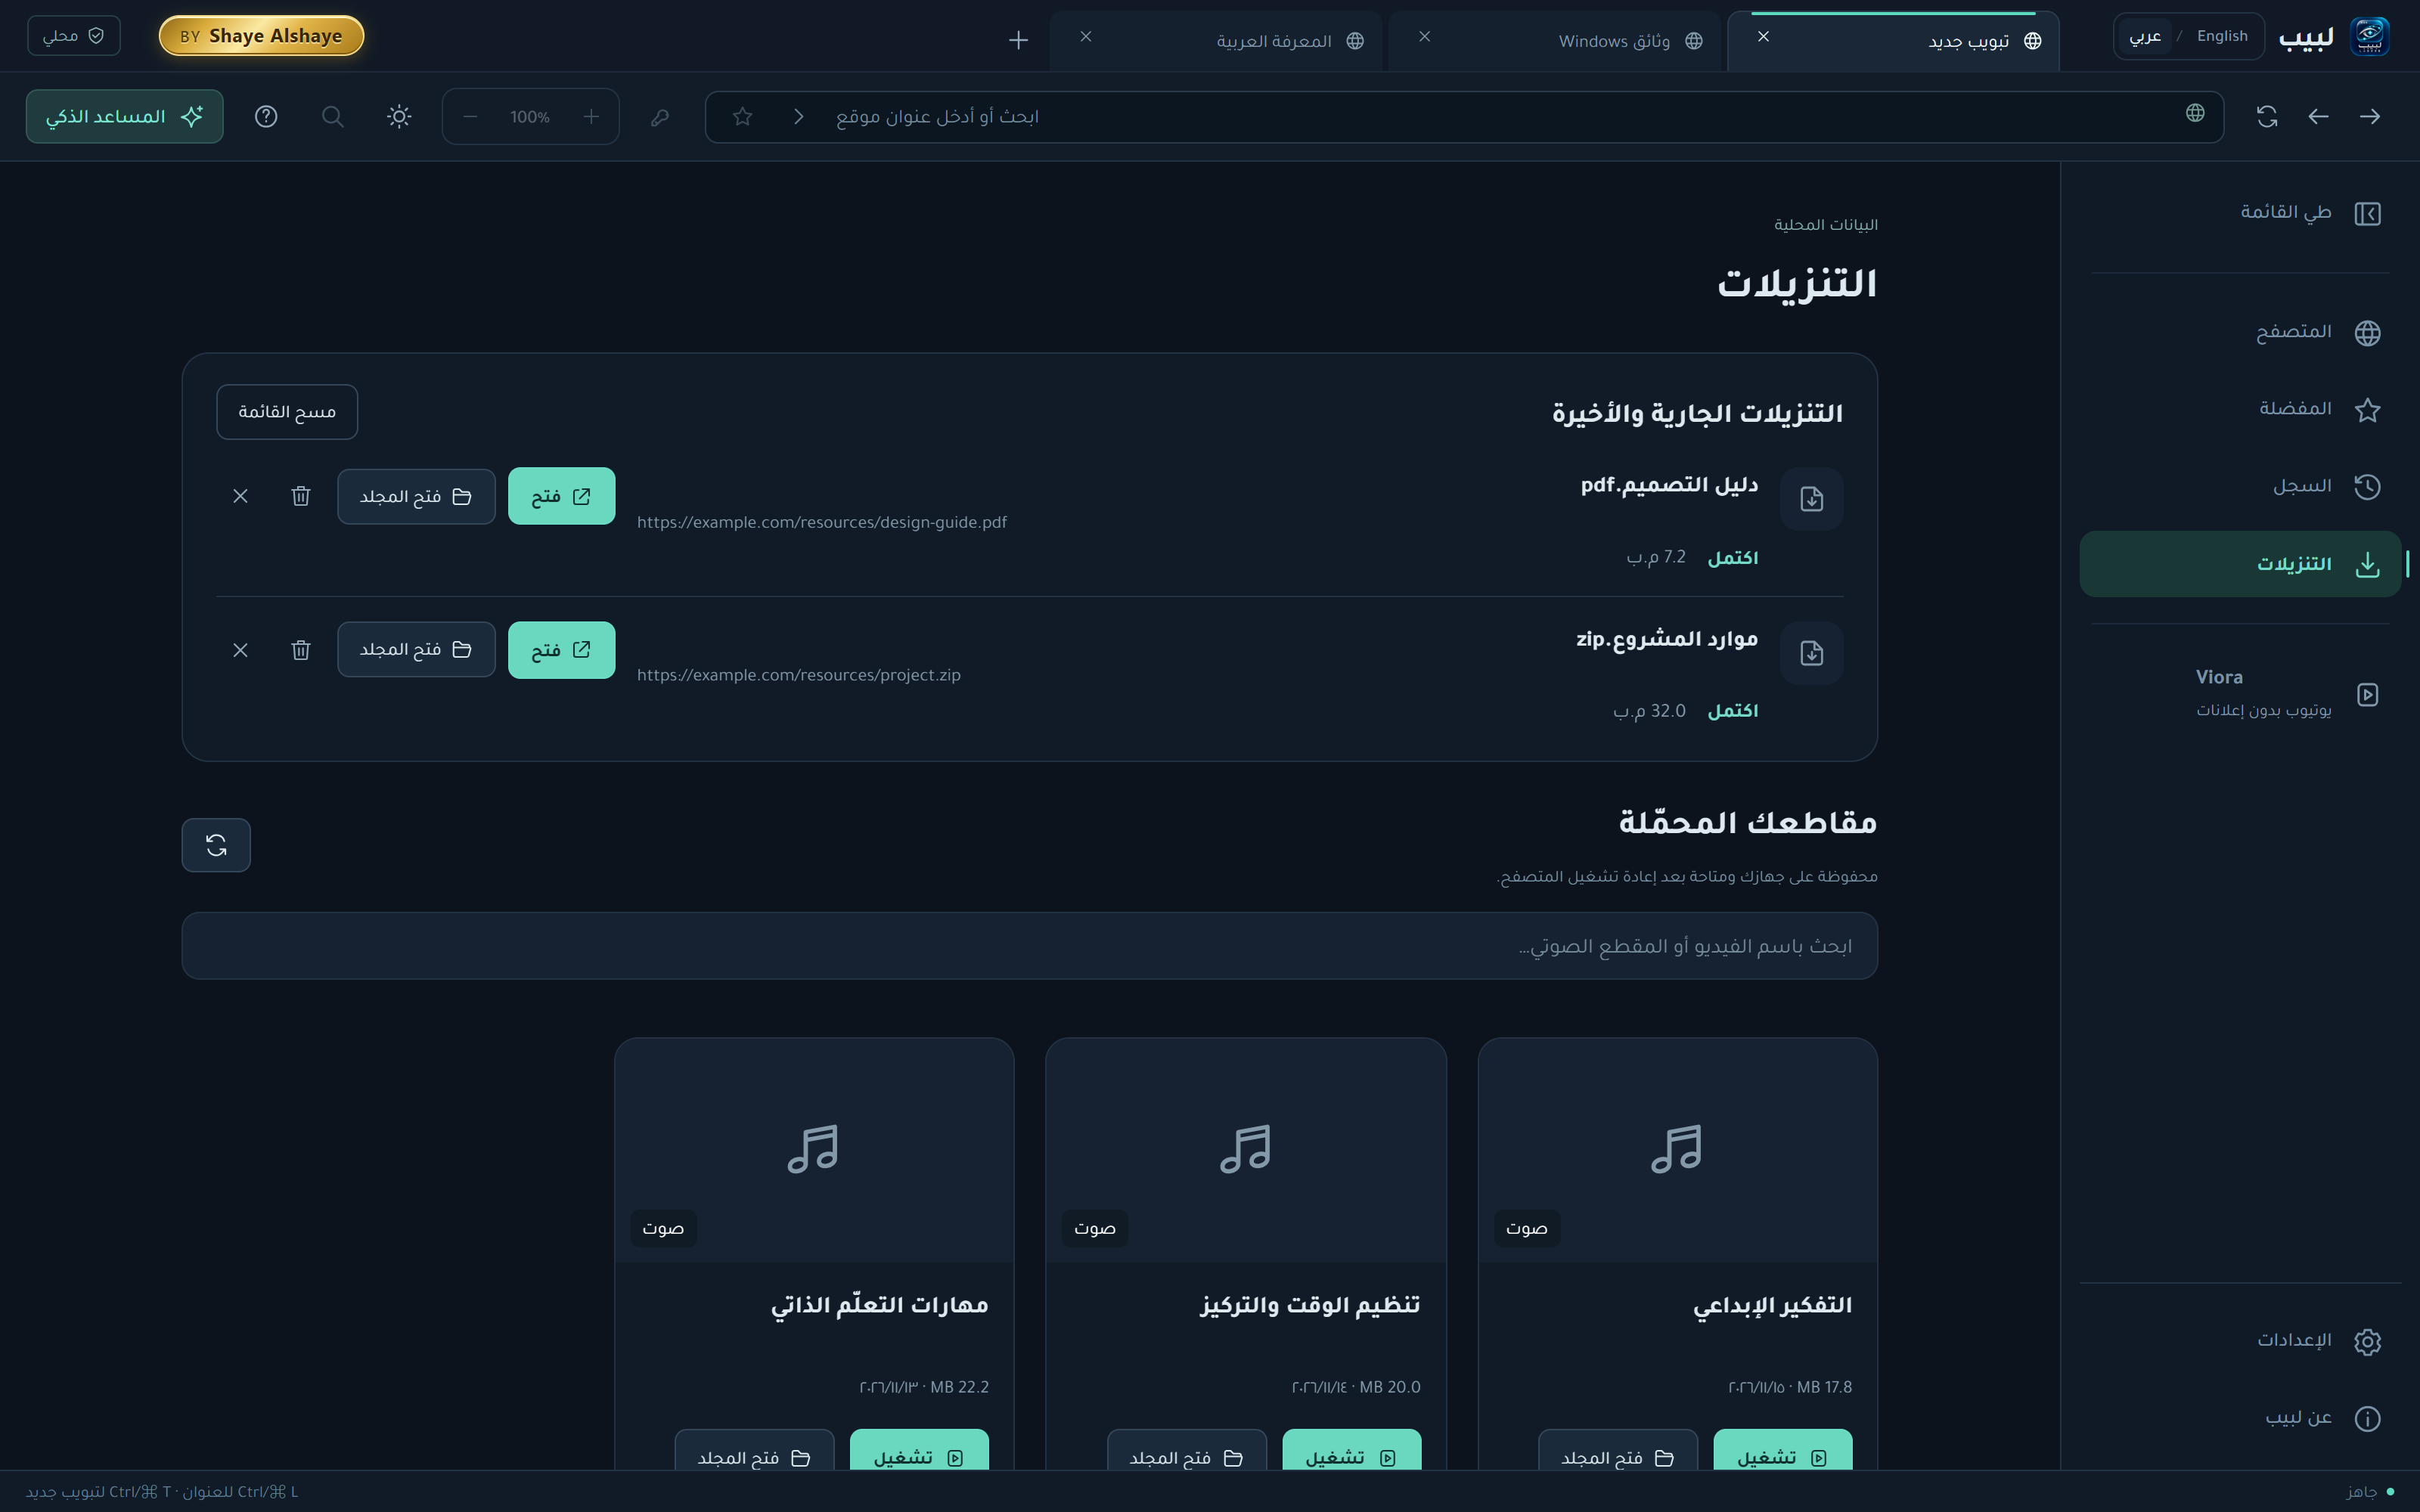 لبيب
English / عربي
تبويب جديد
وثائق Windows
المعرفة العربية
BY Shaye Alshaye
محلي
ابحث أو أدخل عنوان موقع
100%
المساعد الذكي
طي القائمة
المتصفح
المفضلة
السجل
التنزيلات
Viora
يوتيوب بدون إعلانات
الإعدادات
عن لبيب
البيانات المحلية
التنزيلات
التنزيلات الجارية والأخيرة
مسح القائمة
دليل التصميم.pdf
https://example.com/resources/design-guide.pdf
اكتمل 7.2 م.ب
فتح
فتح المجلد
موارد المشروع.zip
https://example.com/resources/project.zip
اكتمل 32.0 م.ب
فتح
فتح المجلد
مقاطعك المحمّلة
محفوظة على جهازك ومتاحة بعد إعادة تشغيل المتصفح.
ابحث باسم الفيديو أو المقطع الصوتي...
صوت
التفكير الإبداعي
17.8 MB · ٢٠٢٦/١١/١٥
تشغيل
فتح المجلد
صوت
تنظيم الوقت والتركيز
20.0 MB · ٢٠٢٦/١١/١٤
تشغيل
فتح المجلد
صوت
مهارات التعلّم الذاتي
22.2 MB · ٢٠٢٦/١١/١٣
تشغيل
فتح المجلد
جاهز
Ctrl/⌘ L للعنوان · Ctrl/⌘ T لتبويب جديد